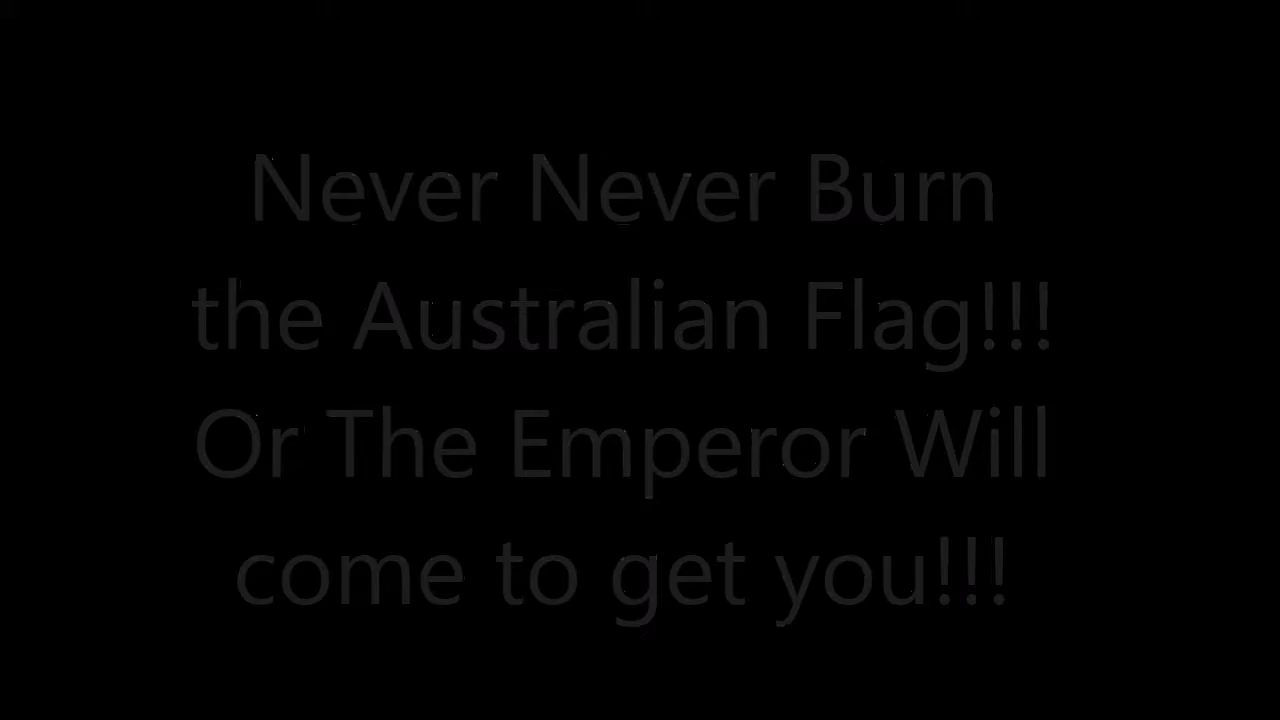 Never Never Burn
the Australian Flag!!!
Or The Emperor Will
come to get you!!!